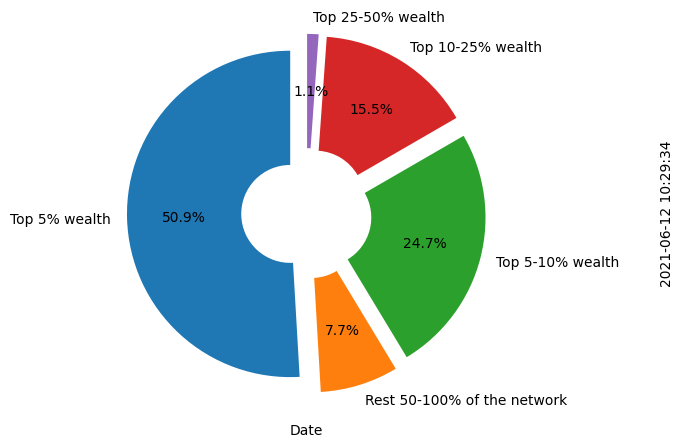 Top 25-50% wealth
Top 10-25% wealth
1.1%
15.5%
2021-06-12 10:29:34
Top 5% wealth
50.9%
24.7%
Top 5-10% wealth
7.7%
Rest 50-100% of the network
Date